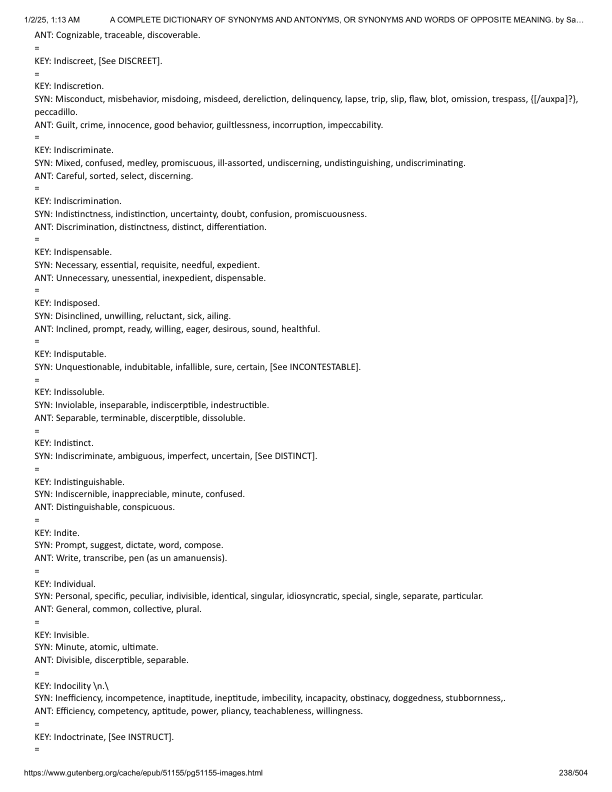 1/2/25, 1:13 AM A COMPLETE DICTIONARY OF SYNONYMS AND ANTONYMS, OR SYNONYMS AND WORDS OF OPPOSITE MEANING. by Sa…
ANT: Cognizable, traceable, discoverable.
=
KEY: Indiscreet, [See DISCREET].
=
KEY: Indiscretion.
SYN: Misconduct, misbehavior, misdoing, misdeed, dereliction, delinquency, lapse, trip, slip, flaw, blot, omission, trespass, {[/auxpa]?},
peccadillo.
ANT: Guilt, crime, innocence, good behavior, guiltlessness, incorruption, impeccability.
=
KEY: Indiscriminate.
SYN: Mixed, confused, medley, promiscuous, ill-assorted, undiscerning, undistinguishing, undiscriminating.
ANT: Careful, sorted, select, discerning.
=
KEY: Indiscrimination.
SYN: Indistinctness, indistinction, uncertainty, doubt, confusion, promiscuousness.
ANT: Discrimination, distinctness, distinct, differentiation.
=
KEY: Indispensable.
SYN: Necessary, essential, requisite, needful, expedient.
ANT: Unnecessary, unessential, inexpedient, dispensable.
=
KEY: Indisposed.
SYN: Disinclined, unwilling, reluctant, sick, ailing.
ANT: Inclined, prompt, ready, willing, eager, desirous, sound, healthful.
=
KEY: Indisputable.
SYN: Unquestionable, indubitable, infallible, sure, certain, [See INCONTESTABLE].
=
KEY: Indissoluble.
SYN: Inviolable, inseparable, indiscerptible, indestructible.
ANT: Separable, terminable, discerptible, dissoluble.
=
KEY: Indistinct.
SYN: Indiscriminate, ambiguous, imperfect, uncertain, [See DISTINCT].
=
KEY: Indistinguishable.
SYN: Indiscernible, inappreciable, minute, confused.
ANT: Distinguishable, conspicuous.
=
KEY: Indite.
SYN: Prompt, suggest, dictate, word, compose.
ANT: Write, transcribe, pen (as un amanuensis).
=
KEY: Individual.
SYN: Personal, specific, peculiar, indivisible, identical, singular, idiosyncratic, special, single, separate, particular.
ANT: General, common, collective, plural.
=
KEY: Invisible.
SYN: Minute, atomic, ultimate.
ANT: Divisible, discerptible, separable.
=
KEY: Indocility \n.\
SYN: Inefficiency, incompetence, inaptitude, ineptitude, imbecility, incapacity, obstinacy, doggedness, stubbornness,.
ANT: Efficiency, competency, aptitude, power, pliancy, teachableness, willingness.
=
KEY: Indoctrinate, [See INSTRUCT].
=
https://www.gutenberg.org/cache/epub/51155/pg51155-images.html 238/504